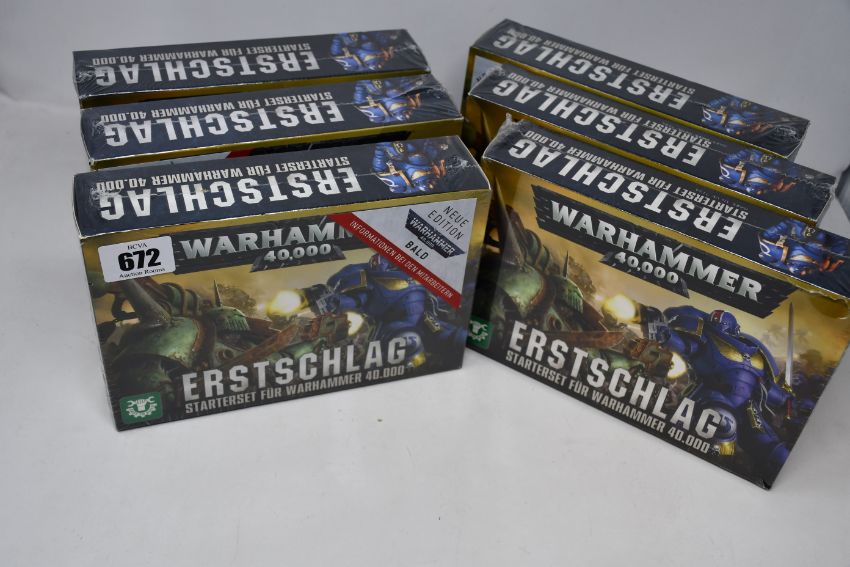 ERSTSCHLAG
STARTERSET FÜR WARHAMMER 40.000
ERSTSCHLAG
STARTERSET FÜR WARHAMMER 40.000
ERSTSCHLAG
STARTERSET FÜR WARHAMMER 40.000
BCVA
672
Auction Rooms
WARHAMM
40,000
NEUE
EDITION
WARHAMMER
BALD
INFORMATIONEN BEI DEN MITARBEITERN
ERSTSCHLAG
STARTERSET FÜR WARHAMMER 40.000
ERSTSCHLAG
STARTERSET FÜR WARHAMMER 40.000
ERSTSCHLAG
STARTERSET FÜR WARHAMMER 40.000
ERSTSCHLAG
STARTERSET FÜR WARHAMMER 40.000
WARHAMMER
40,000
ERSTSCHLAG
STARTERSET FÜR WARHAMMER 40.000